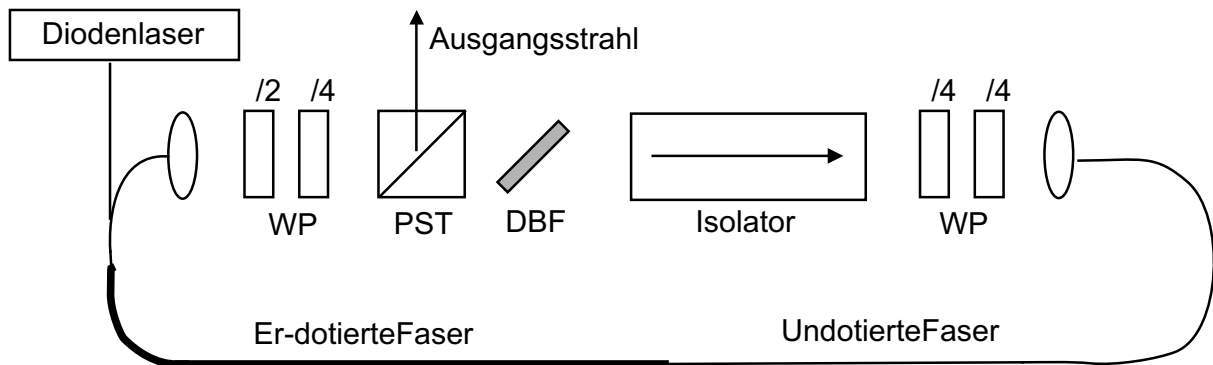 Diodenlaser
Ausgangsstrahl
/2 /4
/4 /4
WP
PST
DBF
Isolator
WP
Er-dotierteFaser
UndotierteFaser